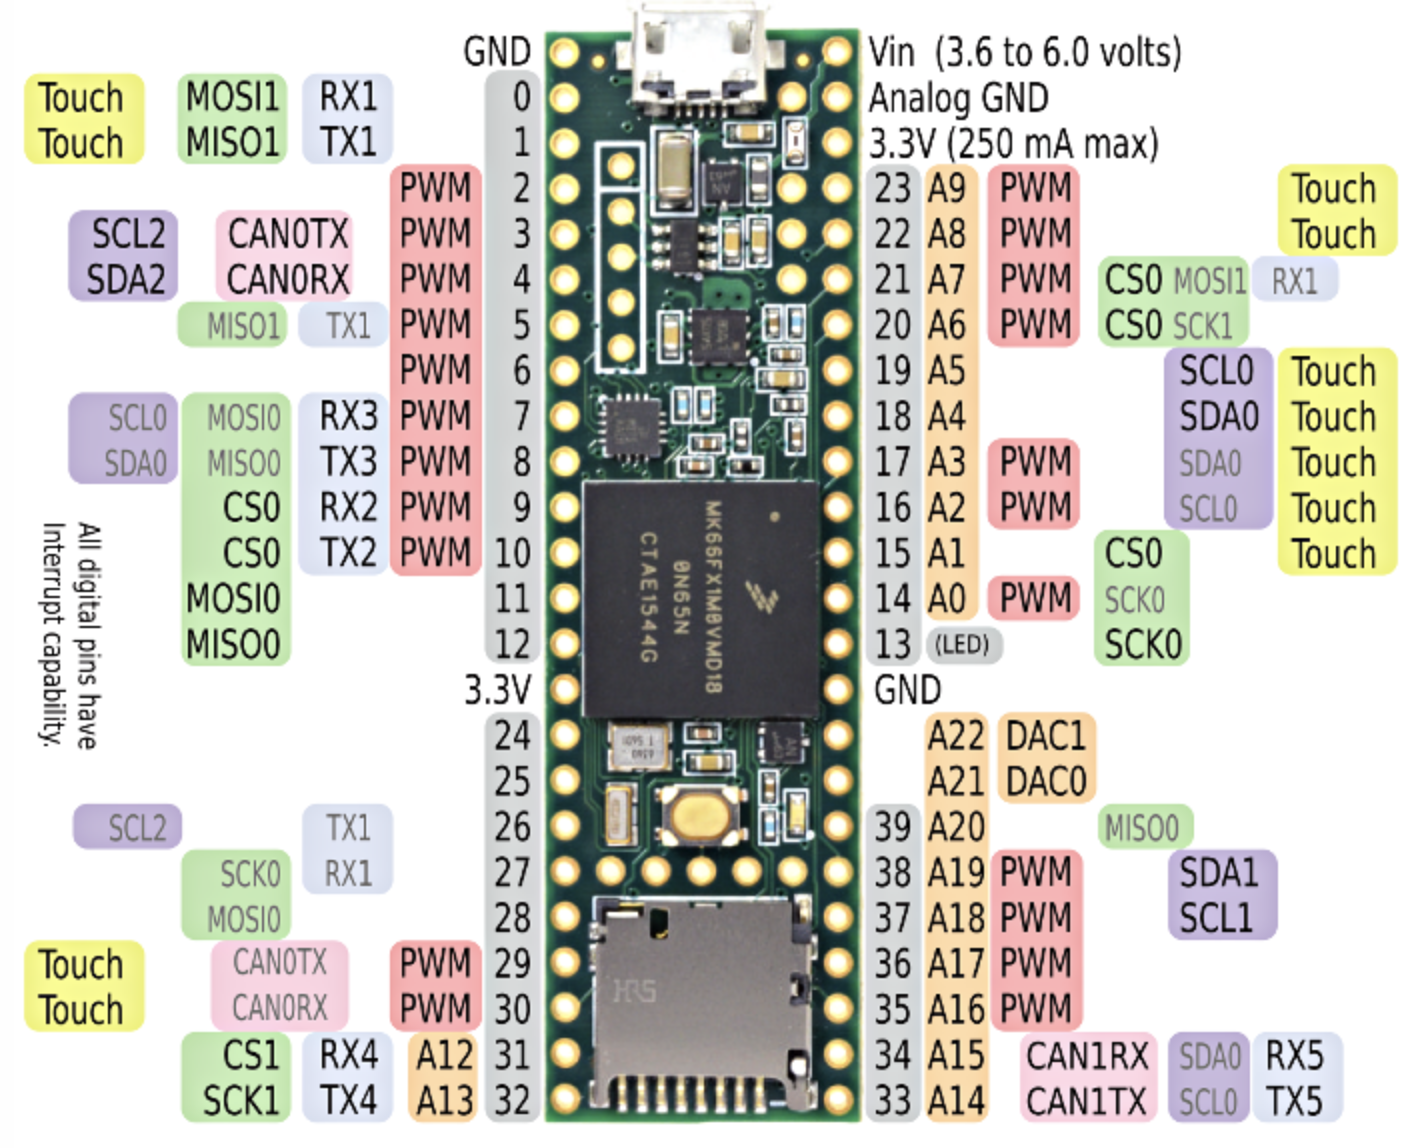 GND Vin (3.6 to 6.0 volts)
Touch MOSI1 RX1 0 Analog GND
Touch MISO1 TX1 1 3.3V (250 mA max)
PWM 2 23 A9 PWM Touch
SCL2 CAN0TX PWM 3 22 A8 PWM Touch
SDA2 CAN0RX PWM 4 21 A7 PWM CS0 MOSI1 RX1
MISO1 TX1 PWM 5 20 A6 PWM CS0 SCK1
PWM 6 19 A5 SCL0 Touch
SCL0 MOSI0 RX3 PWM 7 18 A4 SDA0 Touch
SDA0 MISO0 TX3 PWM 8 17 A3 PWM SDA0 Touch
CS0 RX2 PWM 9 16 A2 PWM SCL0 Touch
CS0 TX2 PWM 10 15 A1 CS0 Touch
MOSI0 11 14 A0 PWM SCK0
MISO0 12 13 (LED) SCK0
3.3V GND
24 A22 DAC1
25 A21 DAC0
SCL2 TX1 26 39 A20 MISO0
SCK0 RX1 27 38 A19 PWM SDA1
MOSI0 28 37 A18 PWM SCL1
Touch CAN0TX PWM 29 36 A17 PWM
Touch CAN0RX PWM 30 35 A16 PWM
CS1 RX4 A12 31 34 A15 CAN1RX SDA0 RX5
SCK1 TX4 A13 32 33 A14 CAN1TX SCL0 TX5
All digital pins have
Interrupt capability.
MK66FX1M0VMD18
0N65N
CTAE1544G
HRS